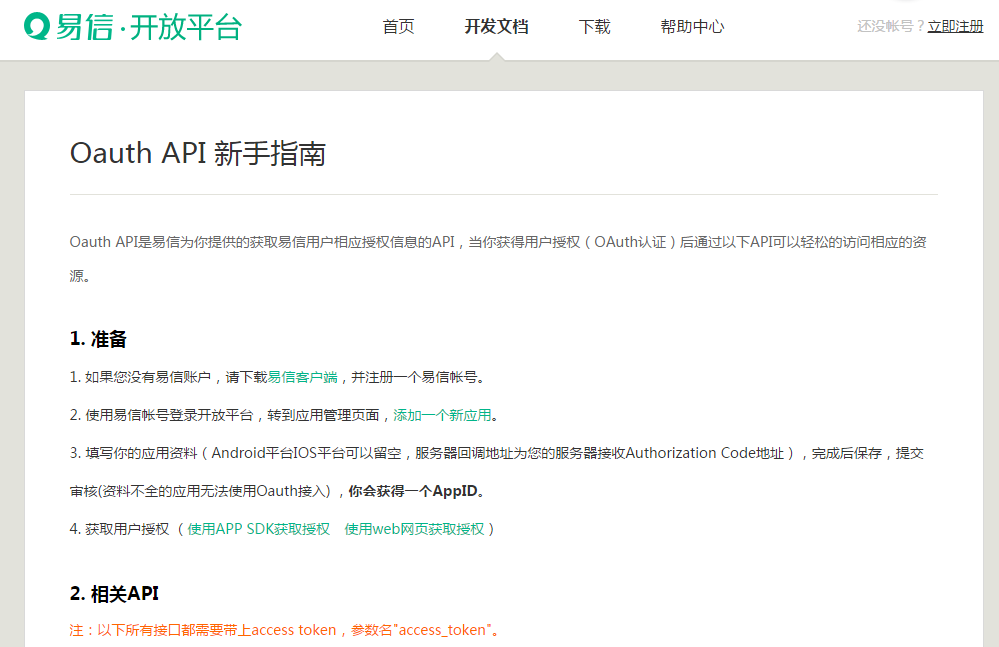 易信·开放平台 首页 开发文档 下载 帮助中心 还没帐号？立即注册
Oauth API 新手指南
Oauth API是易信为你提供的获取易信用户相应授权信息的API，当你获得用户授权（OAuth认证）后通过以下API可以轻松的访问相应的资
源。
1. 准备
1. 如果您没有易信账户，请下载易信客户端，并注册一个易信帐号。
2. 使用易信帐号登录开放平台，转到应用管理页面，添加一个新应用。
3. 填写你的应用资料（Android平台IOS平台可以留空，服务器回调地址为您的服务器接收Authorization Code地址），完成后保存，提交
审核(资料不全的应用无法使用Oauth接入)，你会获得一个AppID。
4. 获取用户授权（使用APP SDK获取授权 使用web网页获取授权）
2. 相关API
注：以下所有接口都需要带上access token，参数名"access_token"。